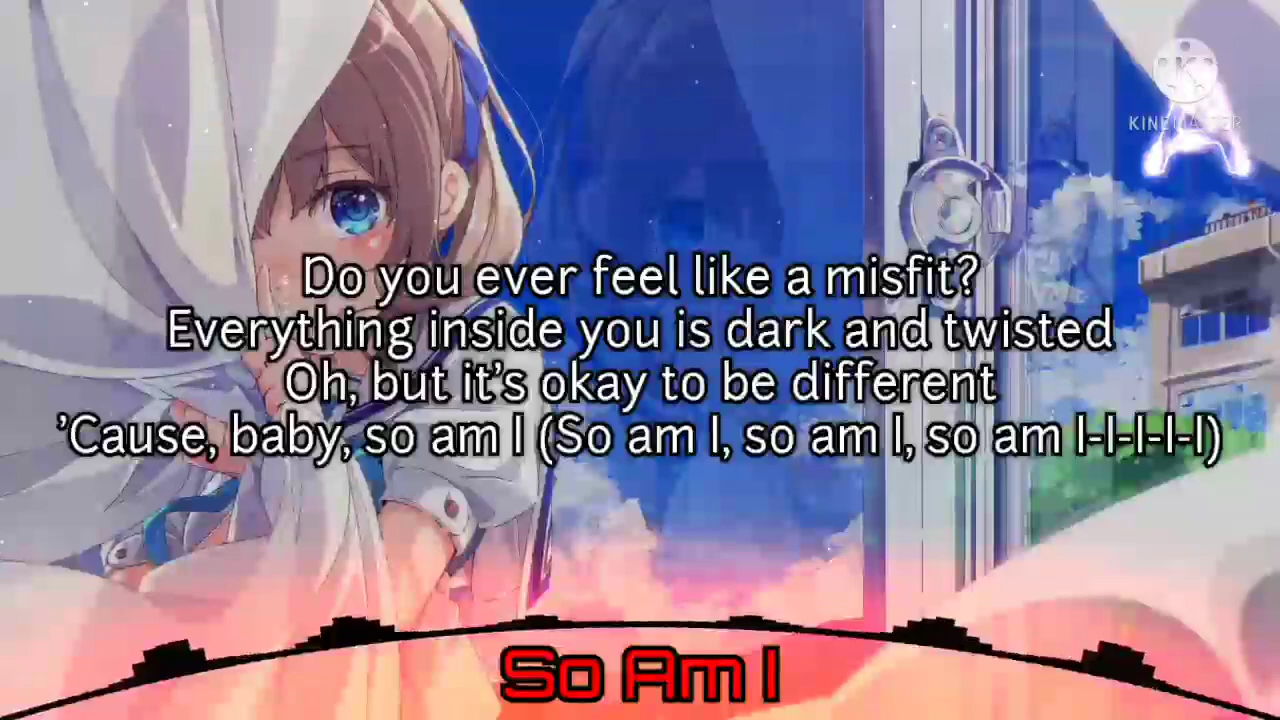 KINEMASTER
Do you ever feel like a misfit?
Everything inside you is dark and twisted
Oh, but it's okay to be different
'Cause, baby, so am I (So am I, so am I, so am I-I-I-I-I)
So Am I